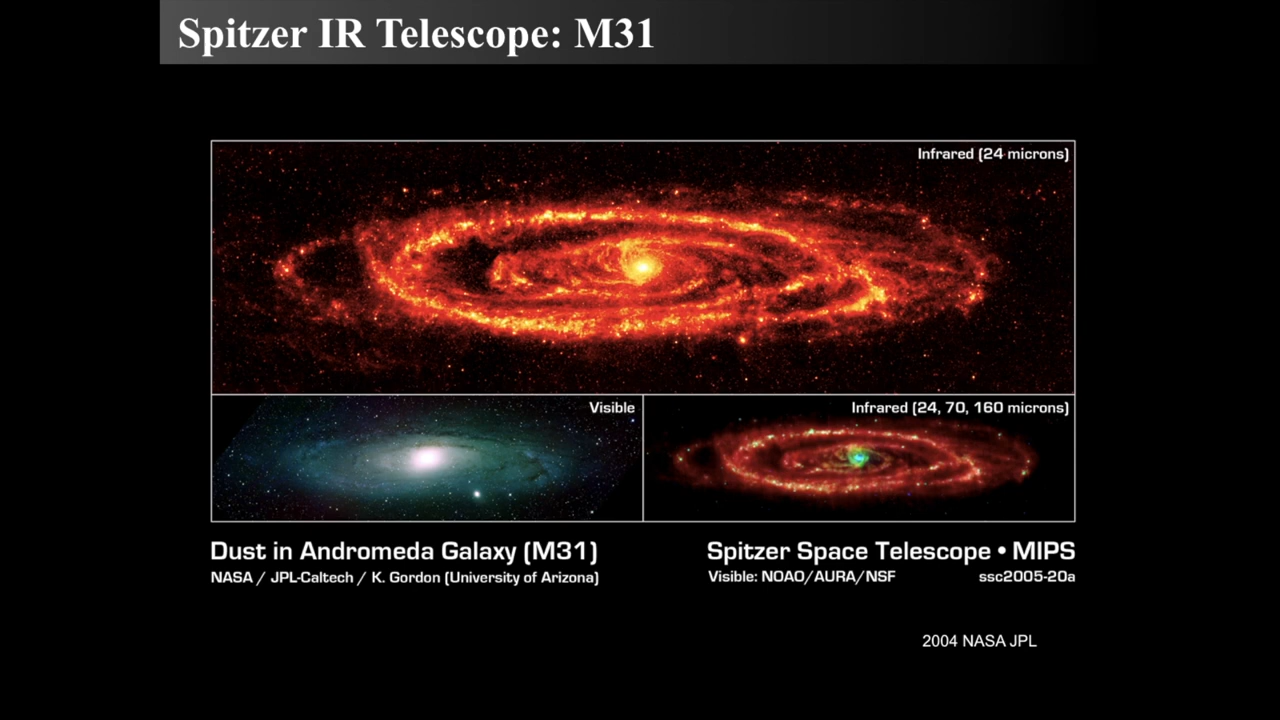 Spitzer IR Telescope: M31
Infrared (24 microns)
Visible
Infrared (24, 70, 160 microns)
Dust in Andromeda Galaxy (M31)
NASA / JPL-Caltech / K. Gordon (University of Arizona)
Spitzer Space Telescope • MIPS
Visible: NOAO/AURA/NSF
ssc2005-20a
2004 NASA JPL